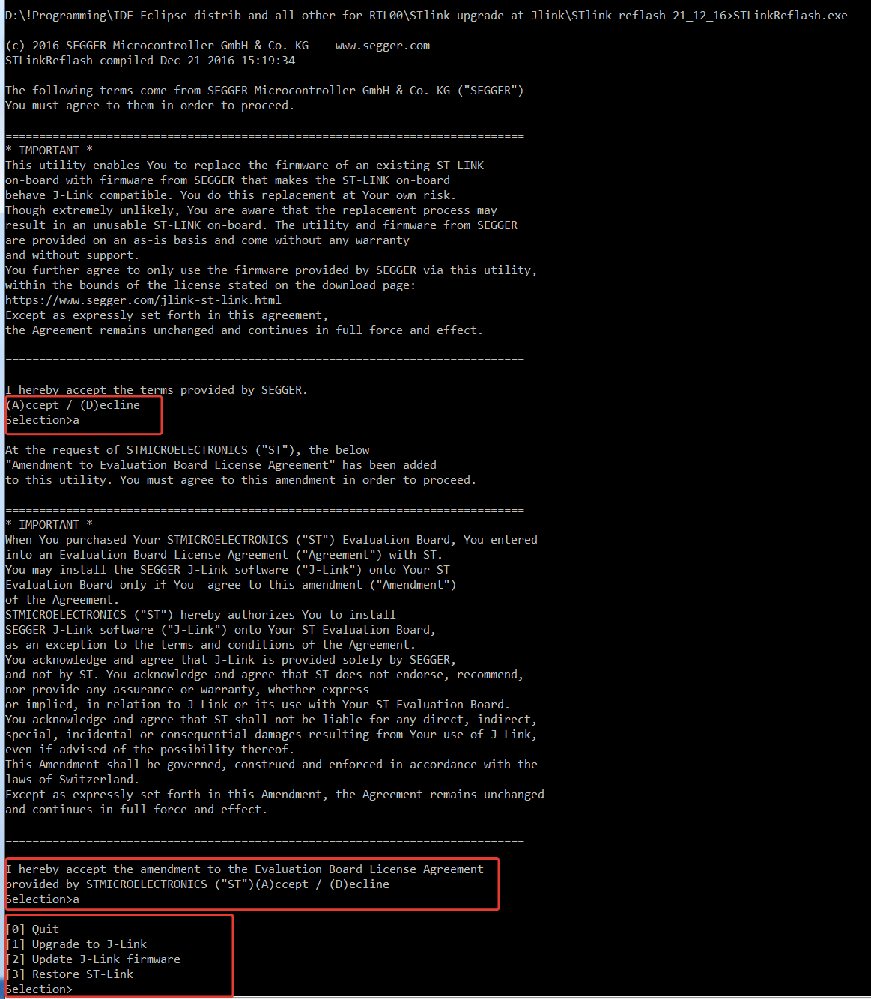 D:\!Programming\IDE Eclipse distrib and all other for RTL00\STlink upgrade at Jlink\STlink reflash 21_12_16>STLinkReflash.exe
(c) 2016 SEGGER Microcontroller GmbH & Co. KG    www.segger.com
STLinkReflash compiled Dec 21 2016 15:19:34
The following terms come from SEGGER Microcontroller GmbH & Co. KG ("SEGGER")
You must agree to them in order to proceed.
=============================================================================
* IMPORTANT *
This utility enables You to replace the firmware of an existing ST-LINK
on-board with firmware from SEGGER that makes the ST-LINK on-board
behave J-Link compatible. You do this replacement at Your own risk.
Though extremely unlikely, You are aware that the replacement process may
result in an unusable ST-LINK on-board. The utility and firmware from SEGGER
are provided on an as-is basis and come without any warranty
and without support.
You further agree to only use the firmware provided by SEGGER via this utility,
within the bounds of the license stated on the download page:
https://www.segger.com/jlink-st-link.html
Except as expressly set forth in this agreement,
the Agreement remains unchanged and continues in full force and effect.
=============================================================================
I hereby accept the terms provided by SEGGER.
(A)ccept / (D)ecline
Selection>a
At the request of STMICROELECTRONICS ("ST"), the below
"Amendment to Evaluation Board License Agreement" has been added
to this utility. You must agree to this amendment in order to proceed.
=============================================================================
* IMPORTANT *
When You purchased Your STMICROELECTRONICS ("ST") Evaluation Board, You entered
into an Evaluation Board License Agreement ("Agreement") with ST.
You may install the SEGGER J-Link software ("J-Link") onto Your ST
Evaluation Board only if You  agree to this amendment ("Amendment")
of the Agreement.
STMICROELECTRONICS ("ST") hereby authorizes You to install
SEGGER J-Link software ("J-Link") onto Your ST Evaluation Board,
as an exception to the terms and conditions of the Agreement.
You acknowledge and agree that J-Link is provided solely by SEGGER,
and not by ST. You acknowledge and agree that ST does not endorse, recommend,
nor provide any assurance or warranty, whether express
or implied, in relation to J-Link or its use with Your ST Evaluation Board.
You acknowledge and agree that ST shall not be liable for any direct, indirect,
special, incidental or consequential damages resulting from Your use of J-Link,
even if advised of the possibility thereof.
This Amendment shall be governed, construed and enforced in accordance with the
laws of Switzerland.
Except as expressly set forth in this Amendment, the Agreement remains unchanged
and continues in full force and effect.
=============================================================================
I hereby accept the amendment to the Evaluation Board License Agreement
provided by STMICROELECTRONICS ("ST")(A)ccept / (D)ecline
Selection>a
[0] Quit
[1] Upgrade to J-Link
[2] Update J-Link firmware
[3] Restore ST-Link
Selection>